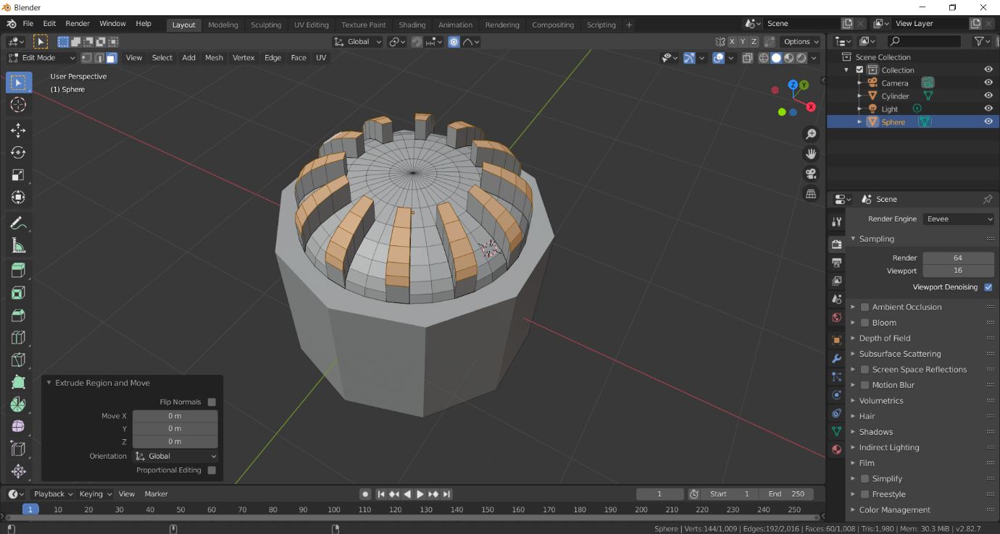 Blender
File Edit Render Window Help Layout Modeling Sculpting UV Editing Texture Paint Shading Animation Rendering Compositing Scripting + Scene View Layer
Global X Y Z Options
Edit Mode View Select Add Mesh Vertex Edge Face UV
User Perspective
(1) Sphere
Z Y
X
Scene Collection
Collection
Camera
Cylinder
Light
Sphere
Scene
Render Engine Eevee
Sampling
Render 64
Viewport 16
Viewport Denoising
Ambient Occlusion
Bloom
Depth of Field
Subsurface Scattering
Screen Space Reflections
Motion Blur
Volumetrics
Hair
Shadows
Indirect Lighting
Film
Simplify
Freestyle
Color Management
Extrude Region and Move
Flip Normals
Move X 0 m
Y 0 m
Z 0 m
Orientation Global
Proportional Editing
Playback Keying View Marker 1 Start 1 End 250
1 10 20 30 40 50 60 70 80 90 100 110 120 130 140 150 160 170 180 190 200 210 220 230 240 250
Sphere | Verts:144/1,009 | Edges:192/2,016 | Faces:60/1,008 | Tris:1,980 | Mem: 30.3 MiB | v2.82.7